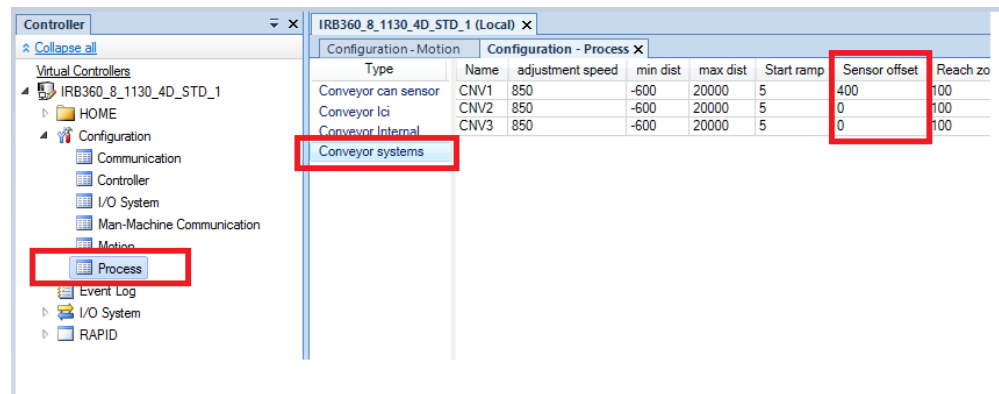 Controller
Collapse all
Virtual Controllers
IRB360_8_1130_4D_STD_1
HOME
Configuration
Communication
Controller
I/O System
Man-Machine Communication
Motion
Process
Event Log
I/O System
RAPID
IRB360_8_1130_4D_STD_1 (Local)
Configuration - Motion Configuration - Process
Type Name adjustment speed min dist max dist Start ramp Sensor offset Reach zo
Conveyor can sensor CNV1 850 -600 20000 5 400 100
Conveyor Ici CNV2 850 -600 20000 5 0 100
Conveyor Internal CNV3 850 -600 20000 5 0 100
Conveyor systems